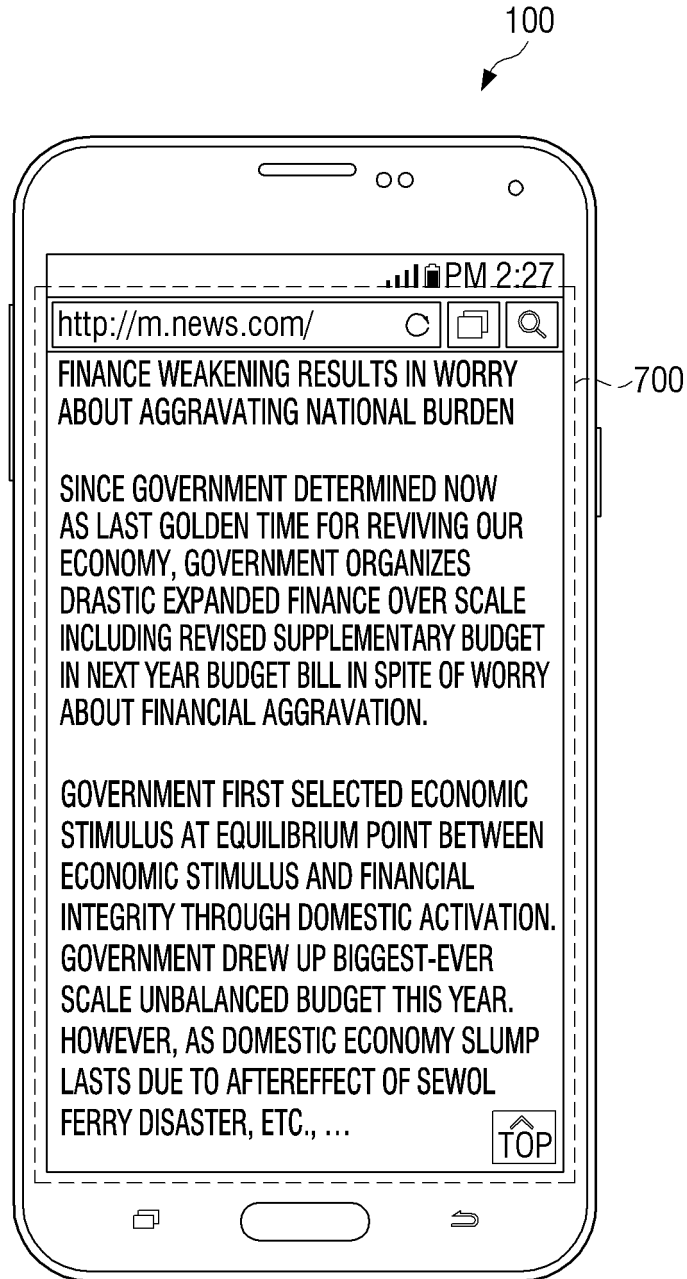 100
PM 2:27
http://m.news.com/
700
FINANCE WEAKENING RESULTS IN WORRY
ABOUT AGGRAVATING NATIONAL BURDEN
SINCE GOVERNMENT DETERMINED NOW
AS LAST GOLDEN TIME FOR REVIVING OUR
ECONOMY, GOVERNMENT ORGANIZES
DRASTIC EXPANDED FINANCE OVER SCALE
INCLUDING REVISED SUPPLEMENTARY BUDGET
IN NEXT YEAR BUDGET BILL IN SPITE OF WORRY
ABOUT FINANCIAL AGGRAVATION.
GOVERNMENT FIRST SELECTED ECONOMIC
STIMULUS AT EQUILIBRIUM POINT BETWEEN
ECONOMIC STIMULUS AND FINANCIAL
INTEGRITY THROUGH DOMESTIC ACTIVATION.
GOVERNMENT DREW UP BIGGEST-EVER
SCALE UNBALANCED BUDGET THIS YEAR.
HOWEVER, AS DOMESTIC ECONOMY SLUMP
LASTS DUE TO AFTEREFFECT OF SEWOL
FERRY DISASTER, ETC., ...
TOP